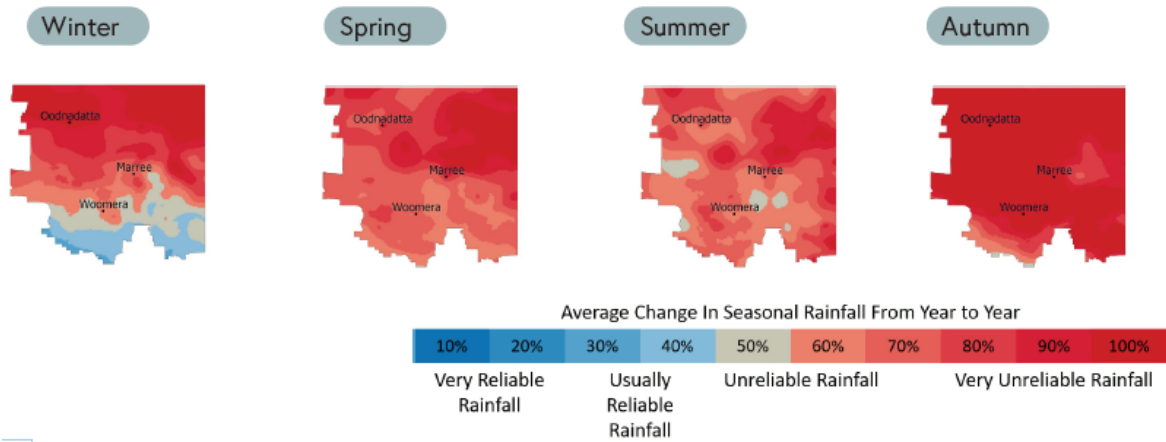 Winter
Spring
Summer
Autumn
Oodnadatta
Marree
Woomera
Oodnadatta
Marree
Woomera
Oodnadatta
Marree
Woomera
Oodnadatta
Marree
Woomera
Average Change In Seasonal Rainfall From Year to Year
10% 20% 30% 40% 50% 60% 70% 80% 90% 100%
Very Reliable Rainfall
Usually Reliable Rainfall
Unreliable Rainfall
Very Unreliable Rainfall